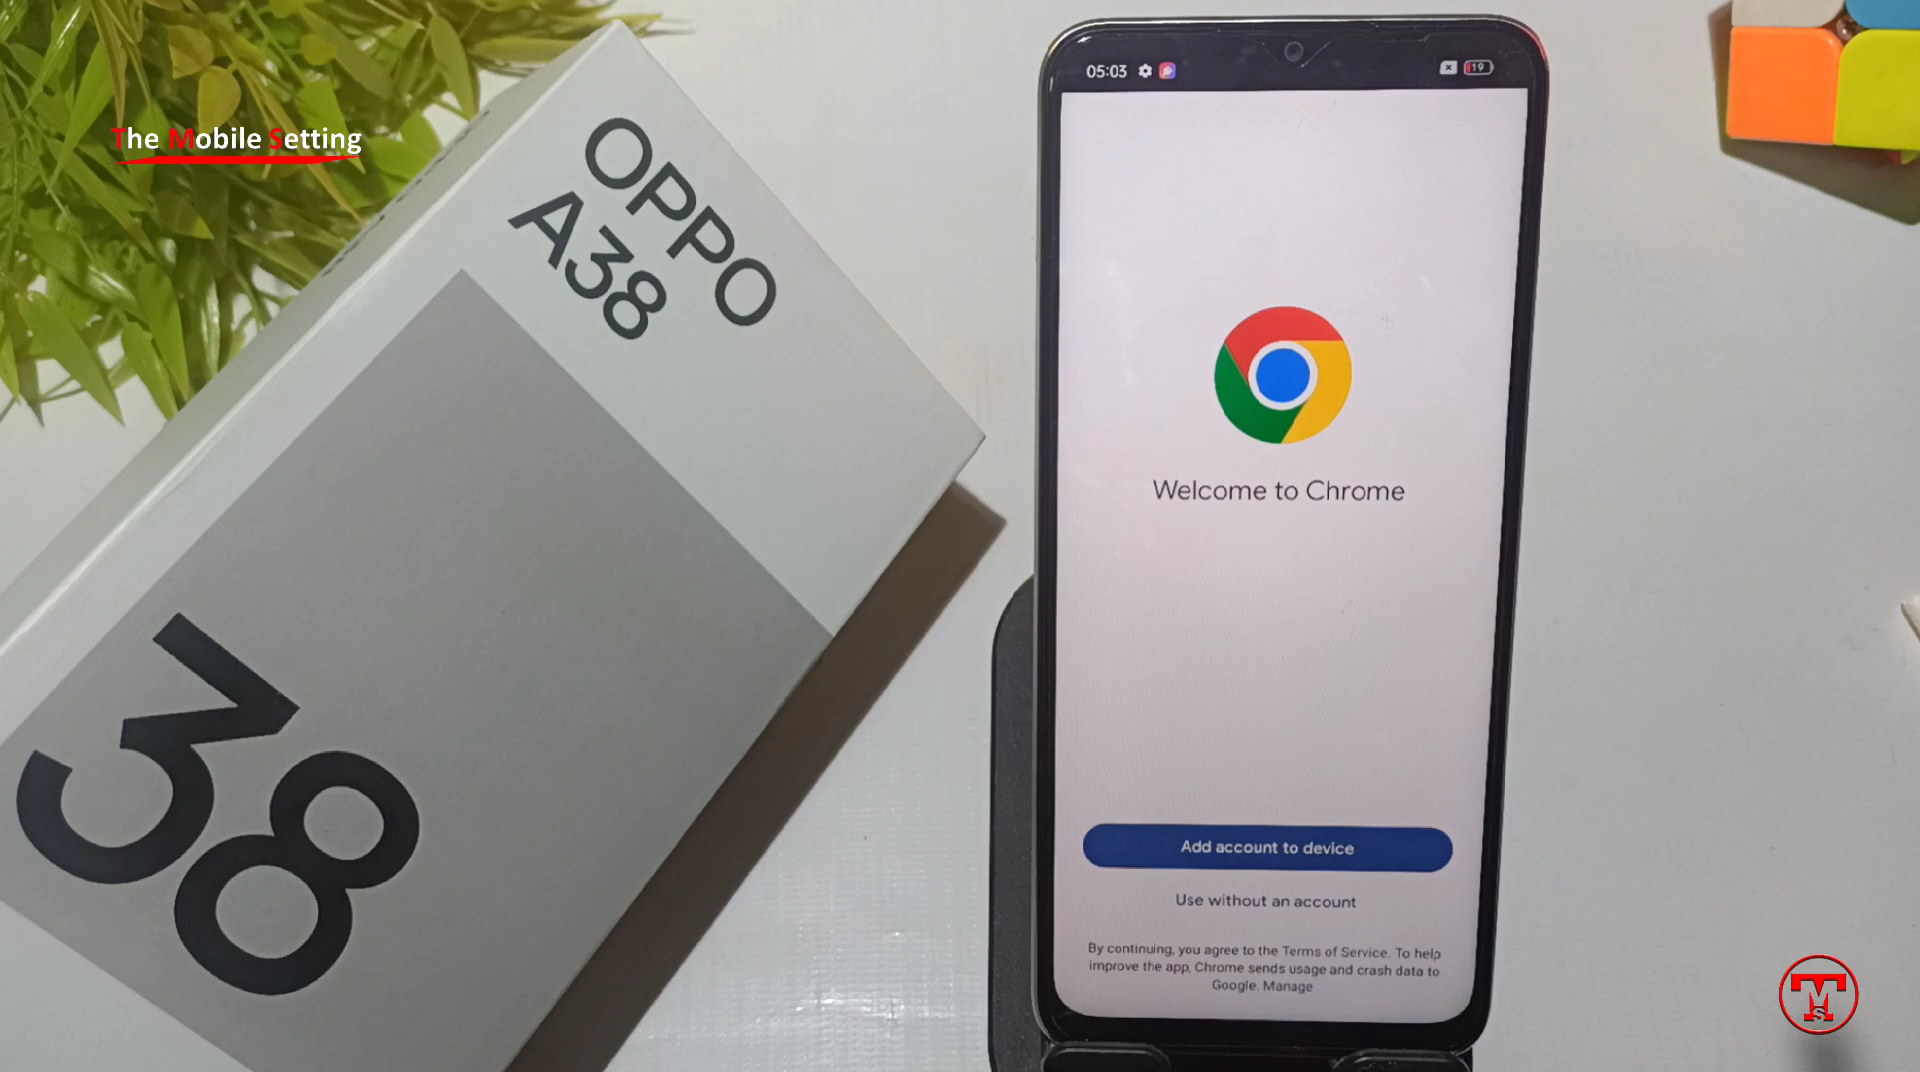 The Mobile Setting
OPPO
A38
38
05:03
19
Welcome to Chrome
Add account to device
Use without an account
By continuing, you agree to the Terms of Service. To help
improve the app, Chrome sends usage and crash data to
Google. Manage
TMS